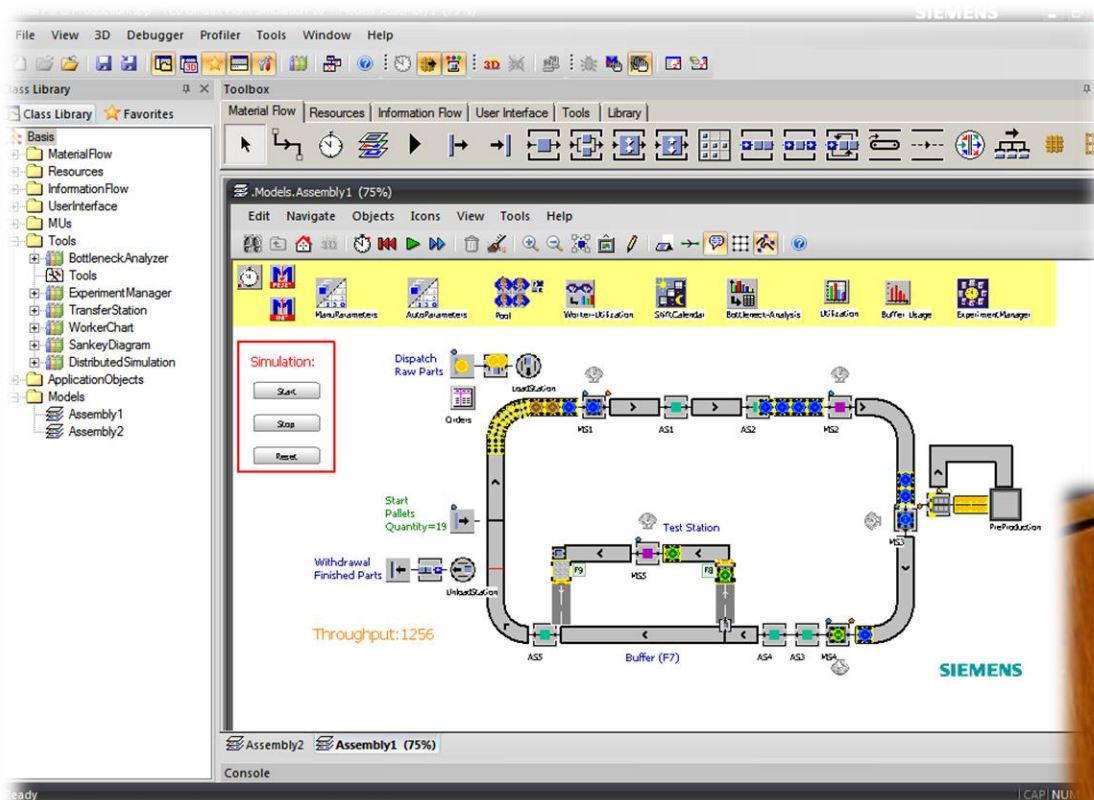 SIEMENS
File View 3D Debugger Profiler Tools Window Help
Class Library
Toolbox
Class Library Favorites
Material Flow Resources Information Flow User Interface Tools Library
Basis
MaterialFlow
Resources
InformationFlow
UserInterface
MUs
Tools
BottleneckAnalyzer
Tools
ExperimentManager
TransferStation
WorkerChart
SankeyDiagram
DistributedSimulation
ApplicationObjects
Models
Assembly1
Assembly2
.Models.Assembly1 (75%)
Edit Navigate Objects Icons View Tools Help
ManuParameters AutoParameters Pool Worker-Utilization ShiftCalendar Bottleneck-Analysis Utilization Buffer Usage ExperimentManager
Simulation:
Start
Stop
Reset
Dispatch
Raw Parts
LoadStation
Orders
MS1 AS1 AS2 MS2
Start
Pallets
Quantity=19
Test Station
MS3
PreProduction
Withdrawal
Finished Parts
UnloadStation
F9 MS5 F8
Throughput:1256
AS5 Buffer (F7) AS4 AS3 MS4
SIEMENS
Assembly2 Assembly1 (75%)
Console
Ready CAP NUM